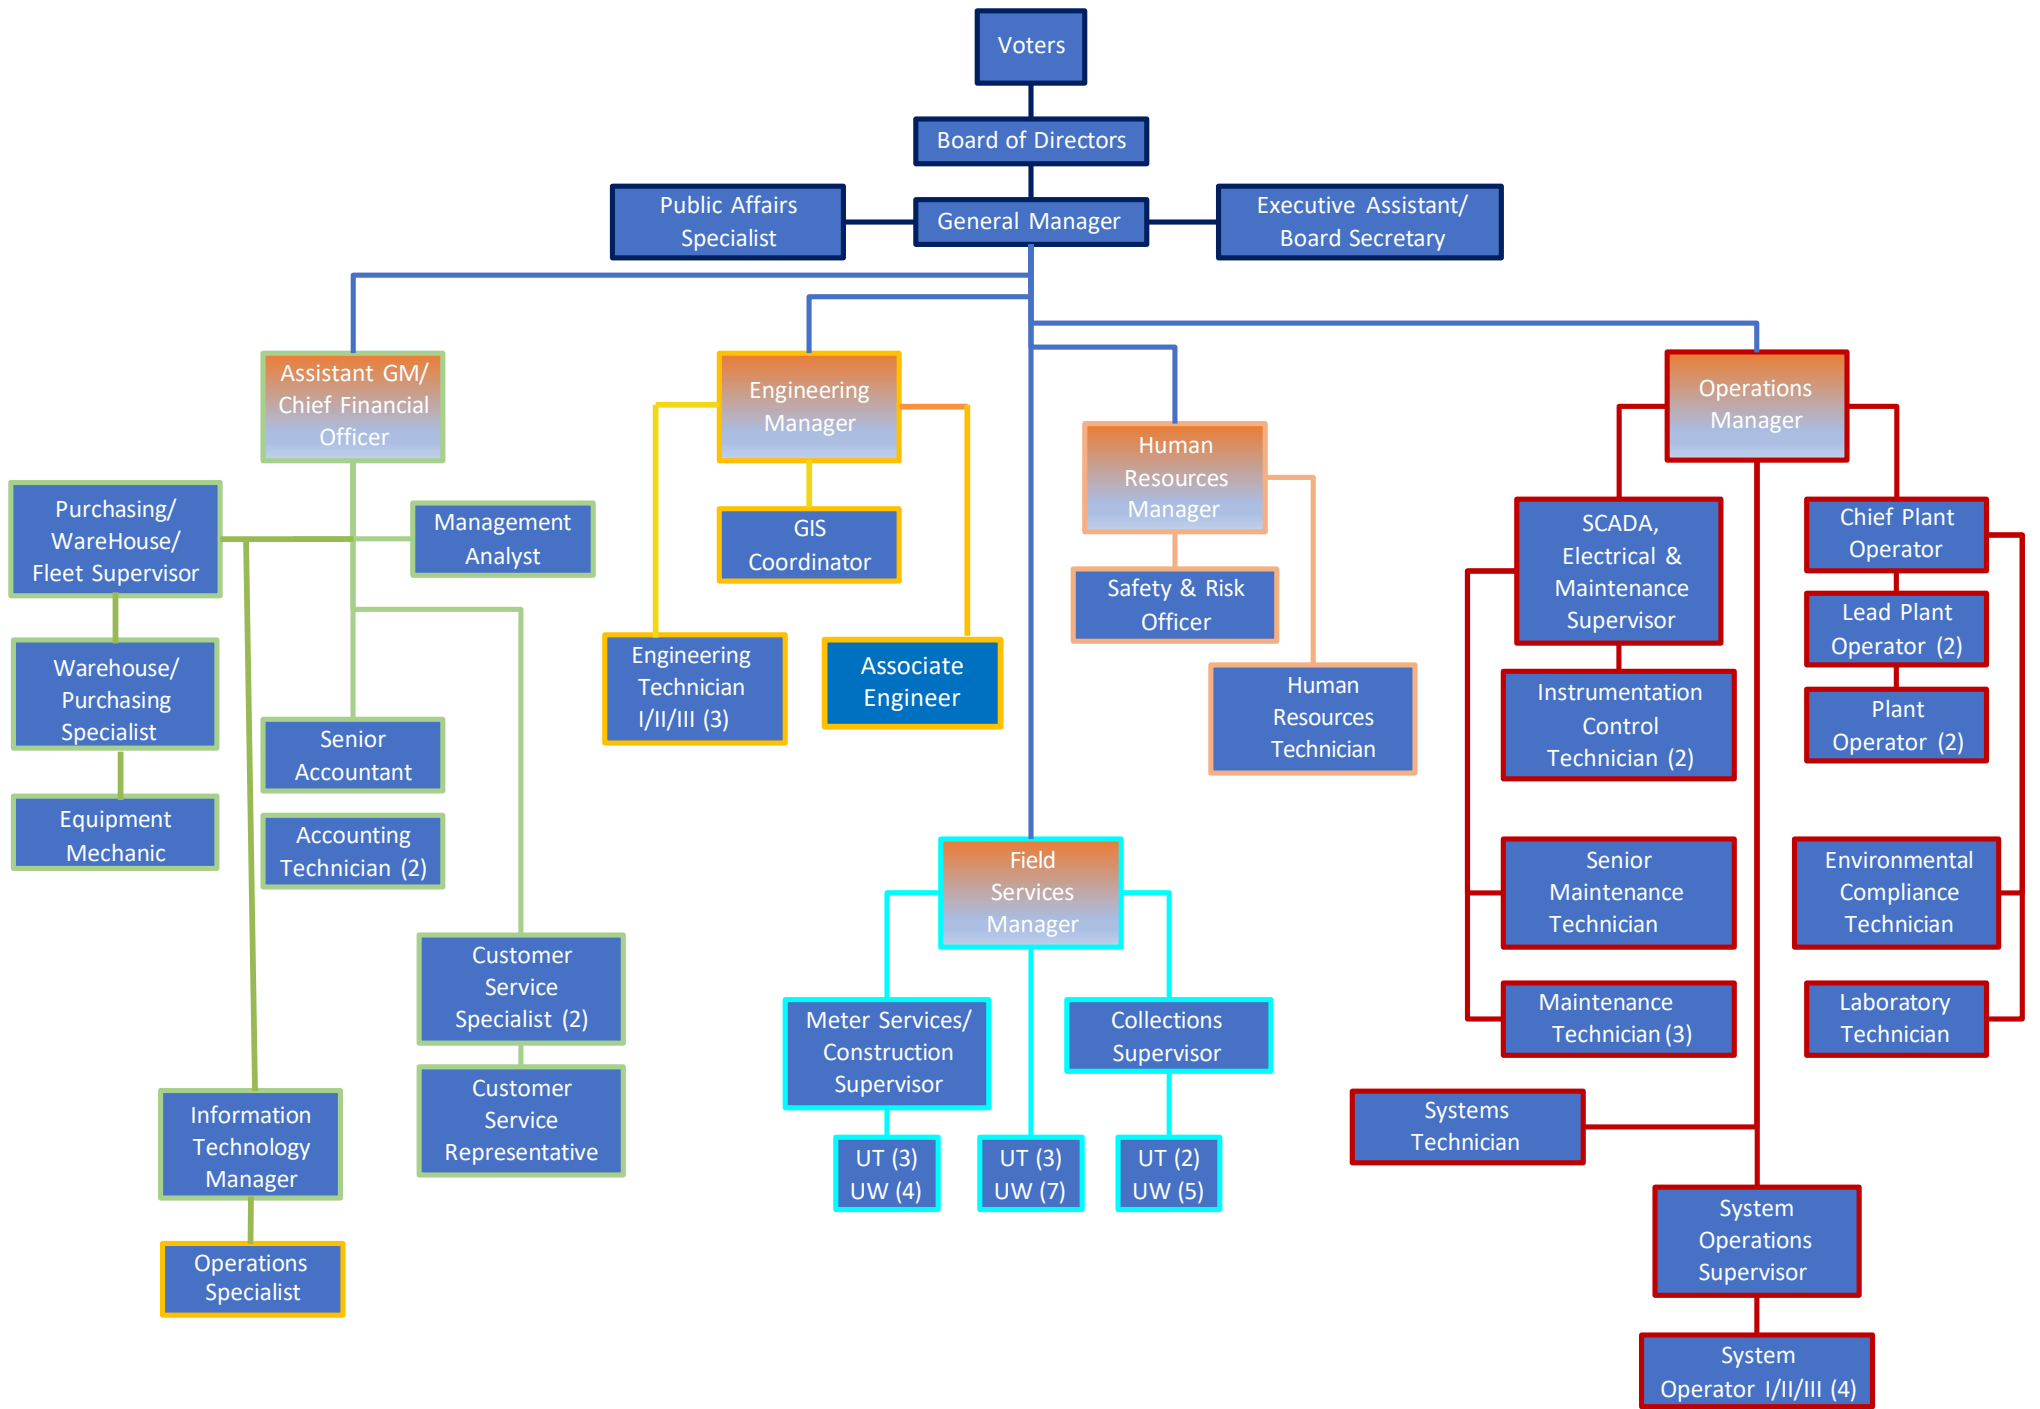 Voters
Board of Directors
Public Affairs
Specialist
General Manager
Executive Assistant/
Board Secretary
Assistant GM/
Chief Financial
Officer
Engineering
Manager
Human
Resources
Manager
Operations
Manager
Purchasing/
WareHouse/
Fleet Supervisor
Management
Analyst
GIS
Coordinator
Safety & Risk
Officer
SCADA,
Electrical &
Maintenance
Supervisor
Chief Plant
Operator
Lead Plant
Operator (2)
Warehouse/
Purchasing
Specialist
Engineering
Technician
I/II/III (3)
Associate
Engineer
Human
Resources
Technician
Instrumentation
Control
Technician (2)
Plant
Operator (2)
Senior
Accountant
Equipment
Mechanic
Accounting
Technician (2)
Field
Services
Manager
Senior
Maintenance
Technician
Environmental
Compliance
Technician
Customer
Service
Specialist (2)
Meter Services/
Construction
Supervisor
Collections
Supervisor
Maintenance
Technician (3)
Laboratory
Technician
Information
Technology
Manager
Customer
Service
Representative
UT (3)
UW (4)
UT (3)
UW (7)
UT (2)
UW (5)
Systems
Technician
System
Operations
Supervisor
Operations
Specialist
System
Operator I/II/III (4)